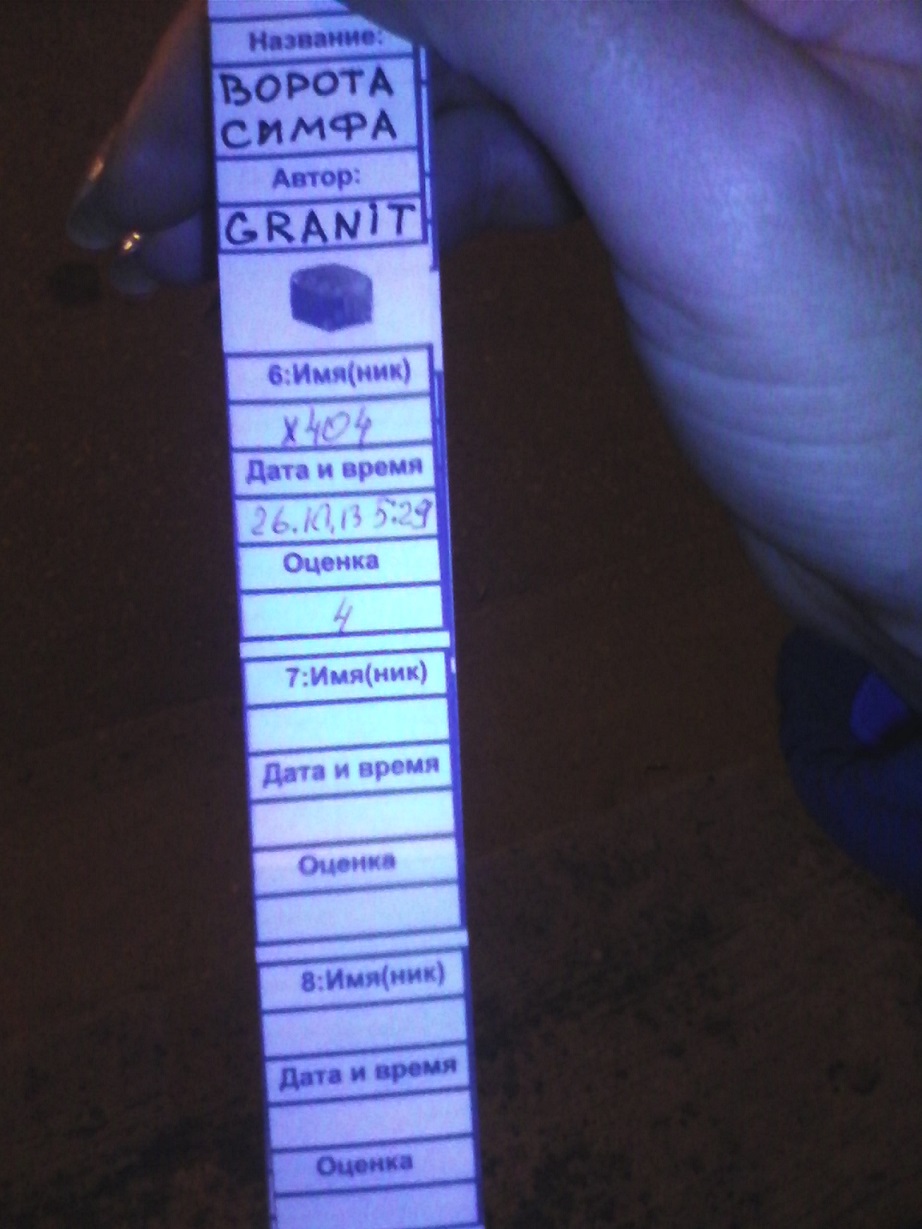 Название:
ВОРОТА
СИМФА
Автор:
GRANIT
6:Имя(ник)
x404
Дата и время
26.10.13 5:29
Оценка
4
7:Имя(ник)
Дата и время
Оценка
8:Имя(ник)
Дата и время
Оценка